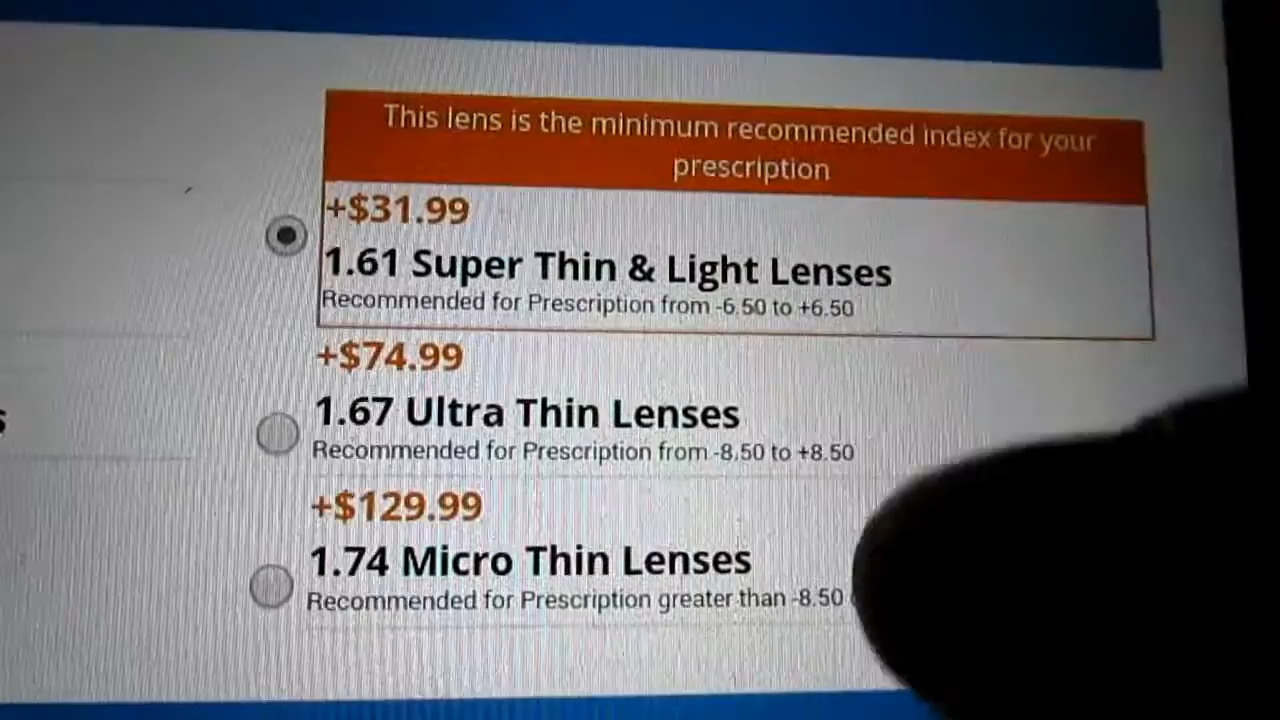 This lens is the minimum recommended index for your
prescription
+$31.99
1.61 Super Thin & Light Lenses
Recommended for Prescription from -6.50 to +6.50
+$74.99
1.67 Ultra Thin Lenses
Recommended for Prescription from -8.50 to +8.50
+$129.99
1.74 Micro Thin Lenses
Recommended for Prescription greater than -8.50